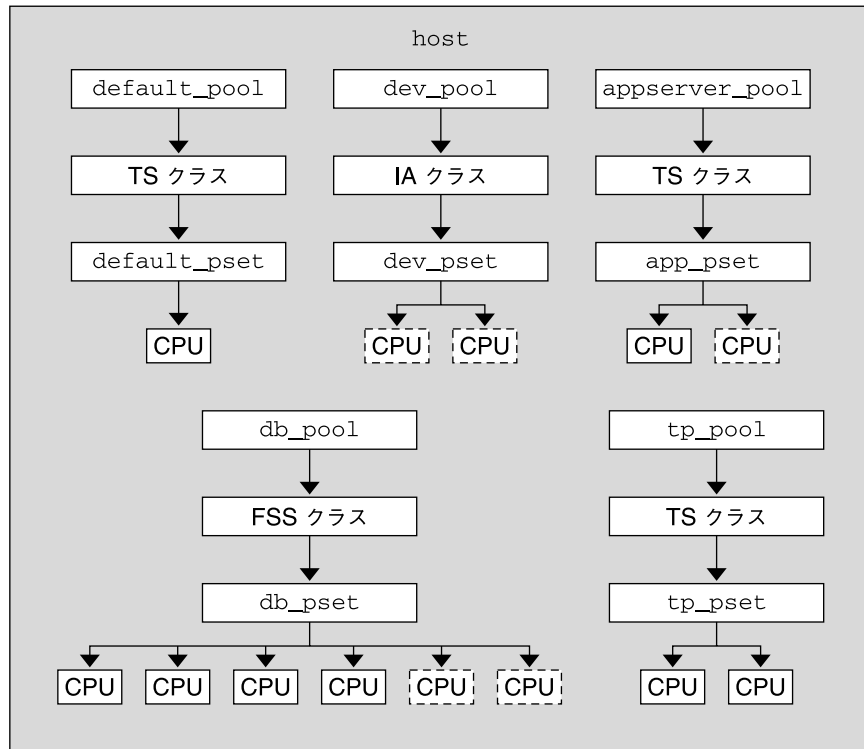 host
default_pool
dev_pool
appserver_pool
TS クラス
IA クラス
TS クラス
default_pset
dev_pset
app_pset
CPU
CPU
CPU
CPU
CPU
db_pool
tp_pool
FSS クラス
TS クラス
db_pset
tp_pset
CPU
CPU
CPU
CPU
CPU
CPU
CPU
CPU